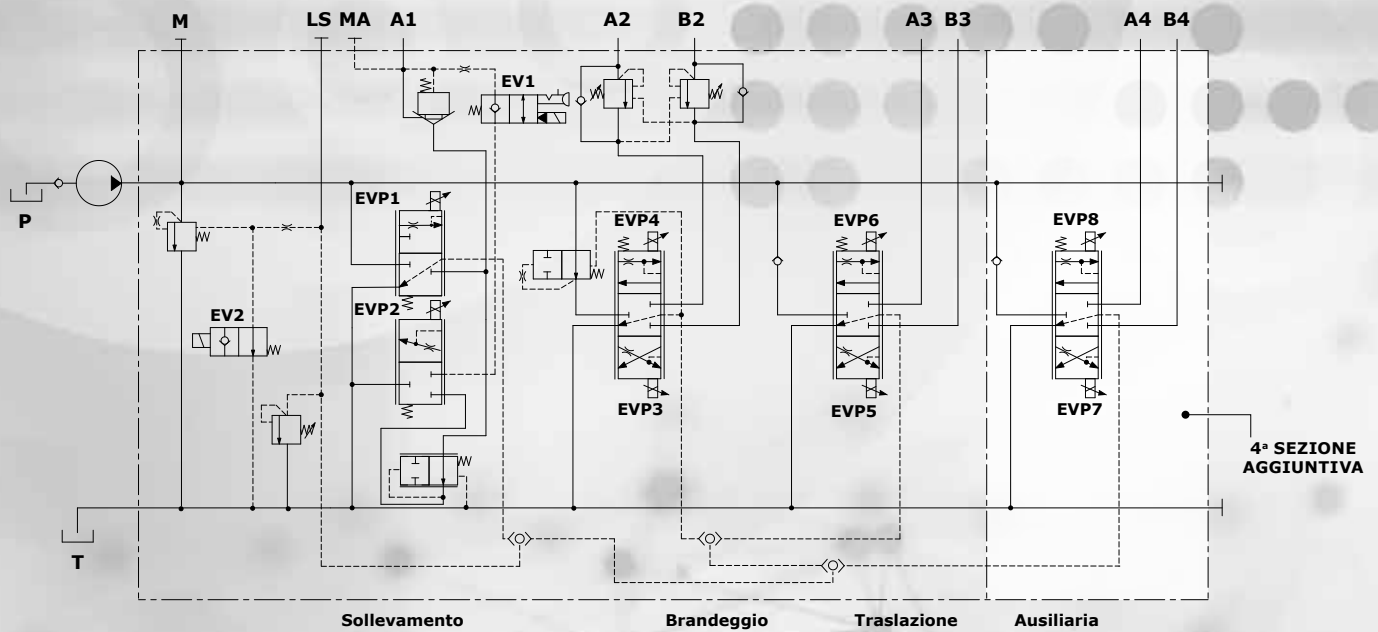 M LS MA A1 A2 B2 A3 B3 A4 B4
EV1
P
EVP1
EVP4
EVP6
EVP8
EV2
EVP2
EVP3
EVP5
EVP7
4ª SEZIONE
AGGIUNTIVA
T
Sollevamento Brandeggio Traslazione Ausiliaria